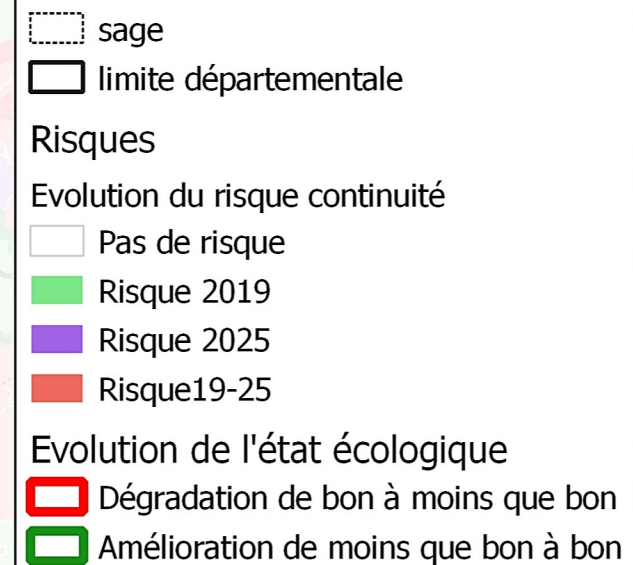 sage
limite départementale
Risques
Evolution du risque continuité
Pas de risque
Risque 2019
Risque 2025
Risque19-25
Evolution de l'état écologique
Dégradation de bon à moins que bon
Amélioration de moins que bon à bon